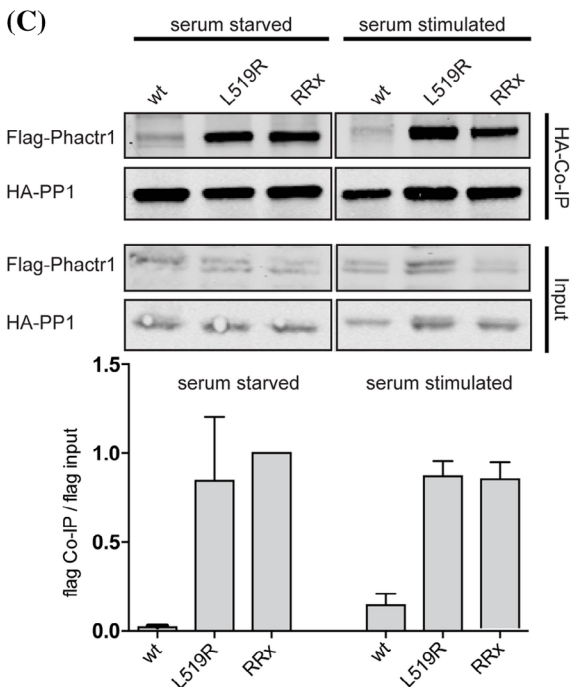 (C)
serum starved serum stimulated
wt L519R RRx wt L519R RRx
Flag-Phactr1
HA-PP1
HA-Co-IP
Flag-Phactr1
HA-PP1
Input
serum starved serum stimulated
flag Co-IP / flag input
1.5
1.0
0.5
0.0
wt L519R RRx wt L519R RRx